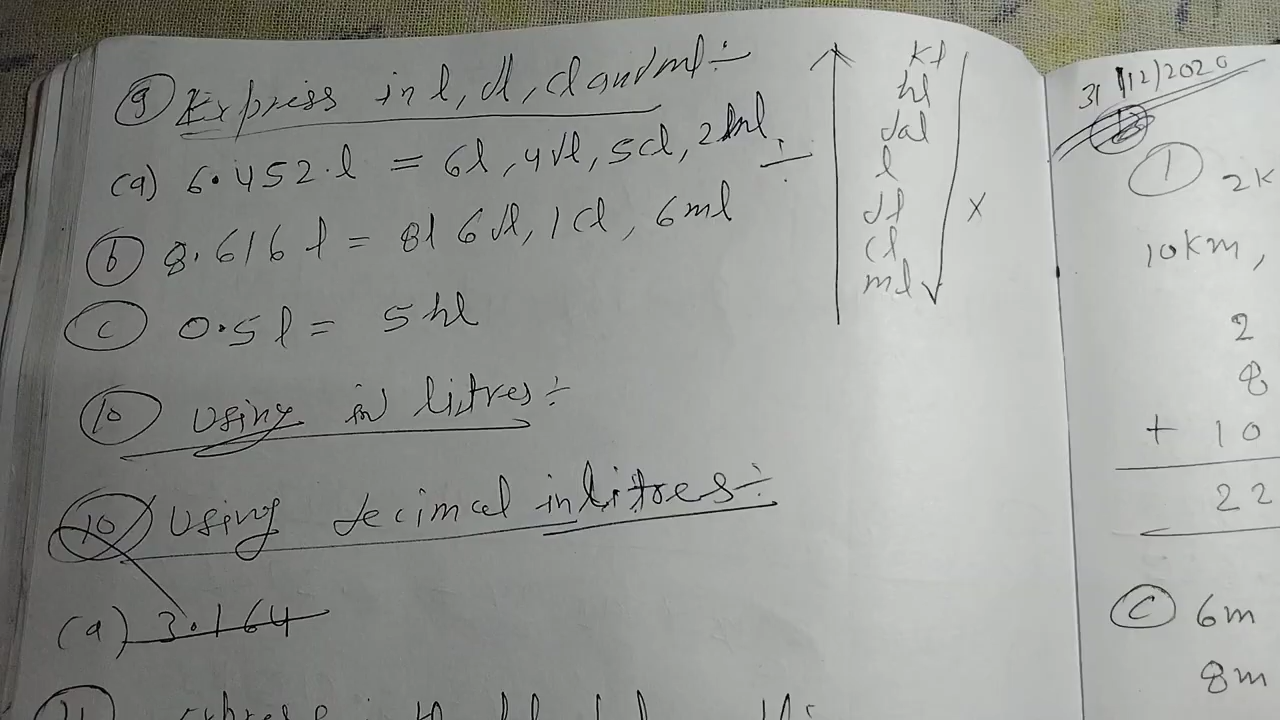 9 Express in l, dl, cl and ml ÷
(a) 6.452.l = 6l, 4dl, 5cl, 2ml
b 8.616 l = 8l 6dl, 1cl, 6ml
c 0.5 l = 5 hl
10 Using in litres ÷
10 Using decimal in litres ÷
(a) 3.164
÷
kl
hl
dal
l
dl
cl
ml
x
31/12/2020
1 2K
10km,
2
8
+ 10
22
C 6m
8m